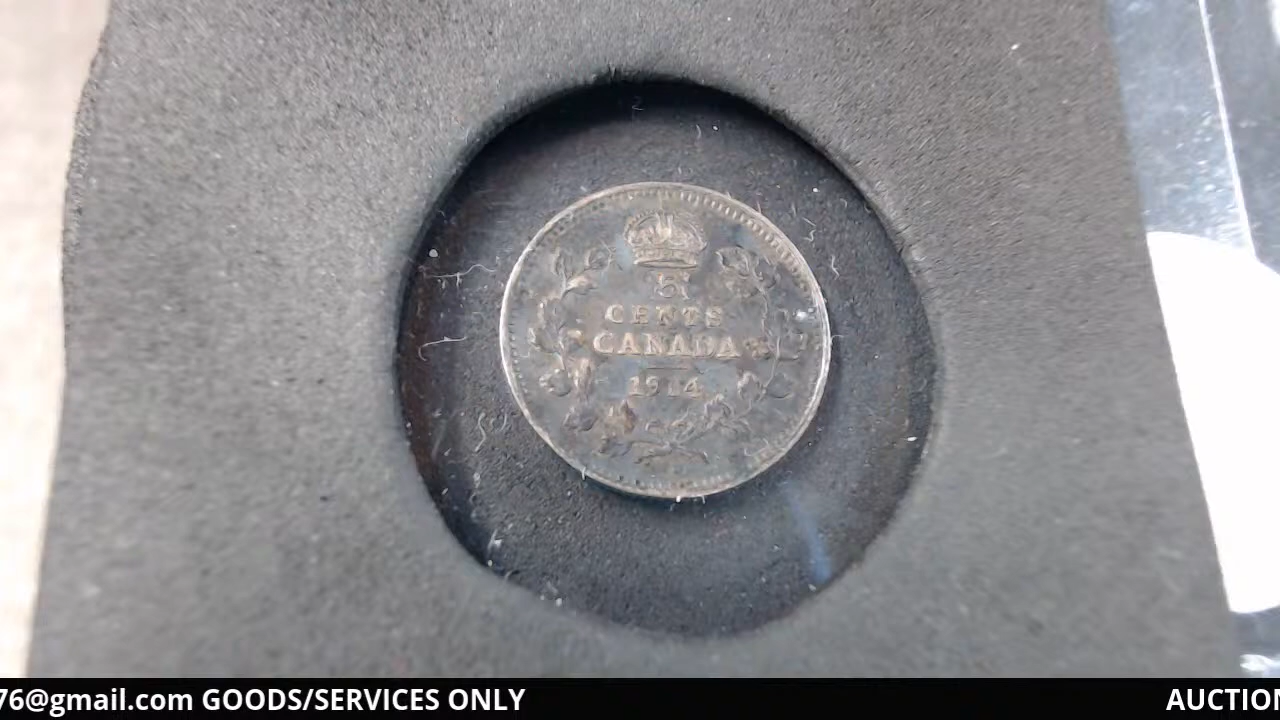 5
CENTS
CANADA
1914
76@gmail.com GOODS/SERVICES ONLY
AUCTION